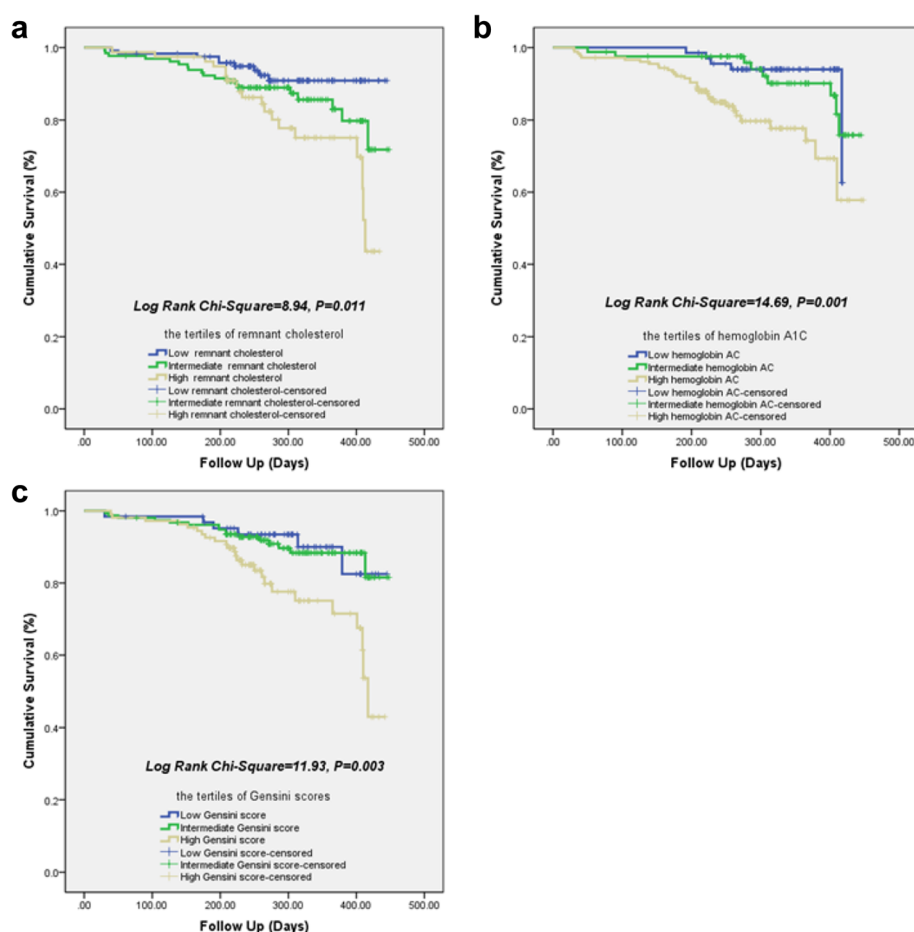 a
1.0
0.8
0.6
0.4
0.2
0.0
Cumulative Survival (%)
Log Rank Chi-Square=8.94, P=0.011
the tertiles of remnant cholesterol
Low remnant cholesterol
Intermediate remnant cholesterol
High remnant cholesterol
Low remnant cholesterol-censored
Intermediate remnant cholesterol-censored
High remnant cholesterol-censored
.00 100.00 200.00 300.00 400.00 500.00
Follow Up (Days)
b
1.0
0.8
0.6
0.4
0.2
0.0
Cumulative Survival (%)
Log Rank Chi-Square=14.69, P=0.001
the tertiles of hemoglobin A1C
Low hemoglobin AC
Intermediate hemoglobin AC
High hemoglobin AC
Low hemoglobin AC-censored
Intermediate hemoglobin AC-censored
High hemoglobin AC-censored
.00 100.00 200.00 300.00 400.00 500.00
Follow Up (Days)
c
1.0
0.8
0.6
0.4
0.2
0.0
Cumulative Survival (%)
Log Rank Chi-Square=11.93, P=0.003
the tertiles of Gensini scores
Low Gensini score
Intermediate Gensini score
High Gensini score
Low Gensini score-censored
Intermediate Gensini score-censored
High Gensini score-censored
.00 100.00 200.00 300.00 400.00 500.00
Follow Up (Days)